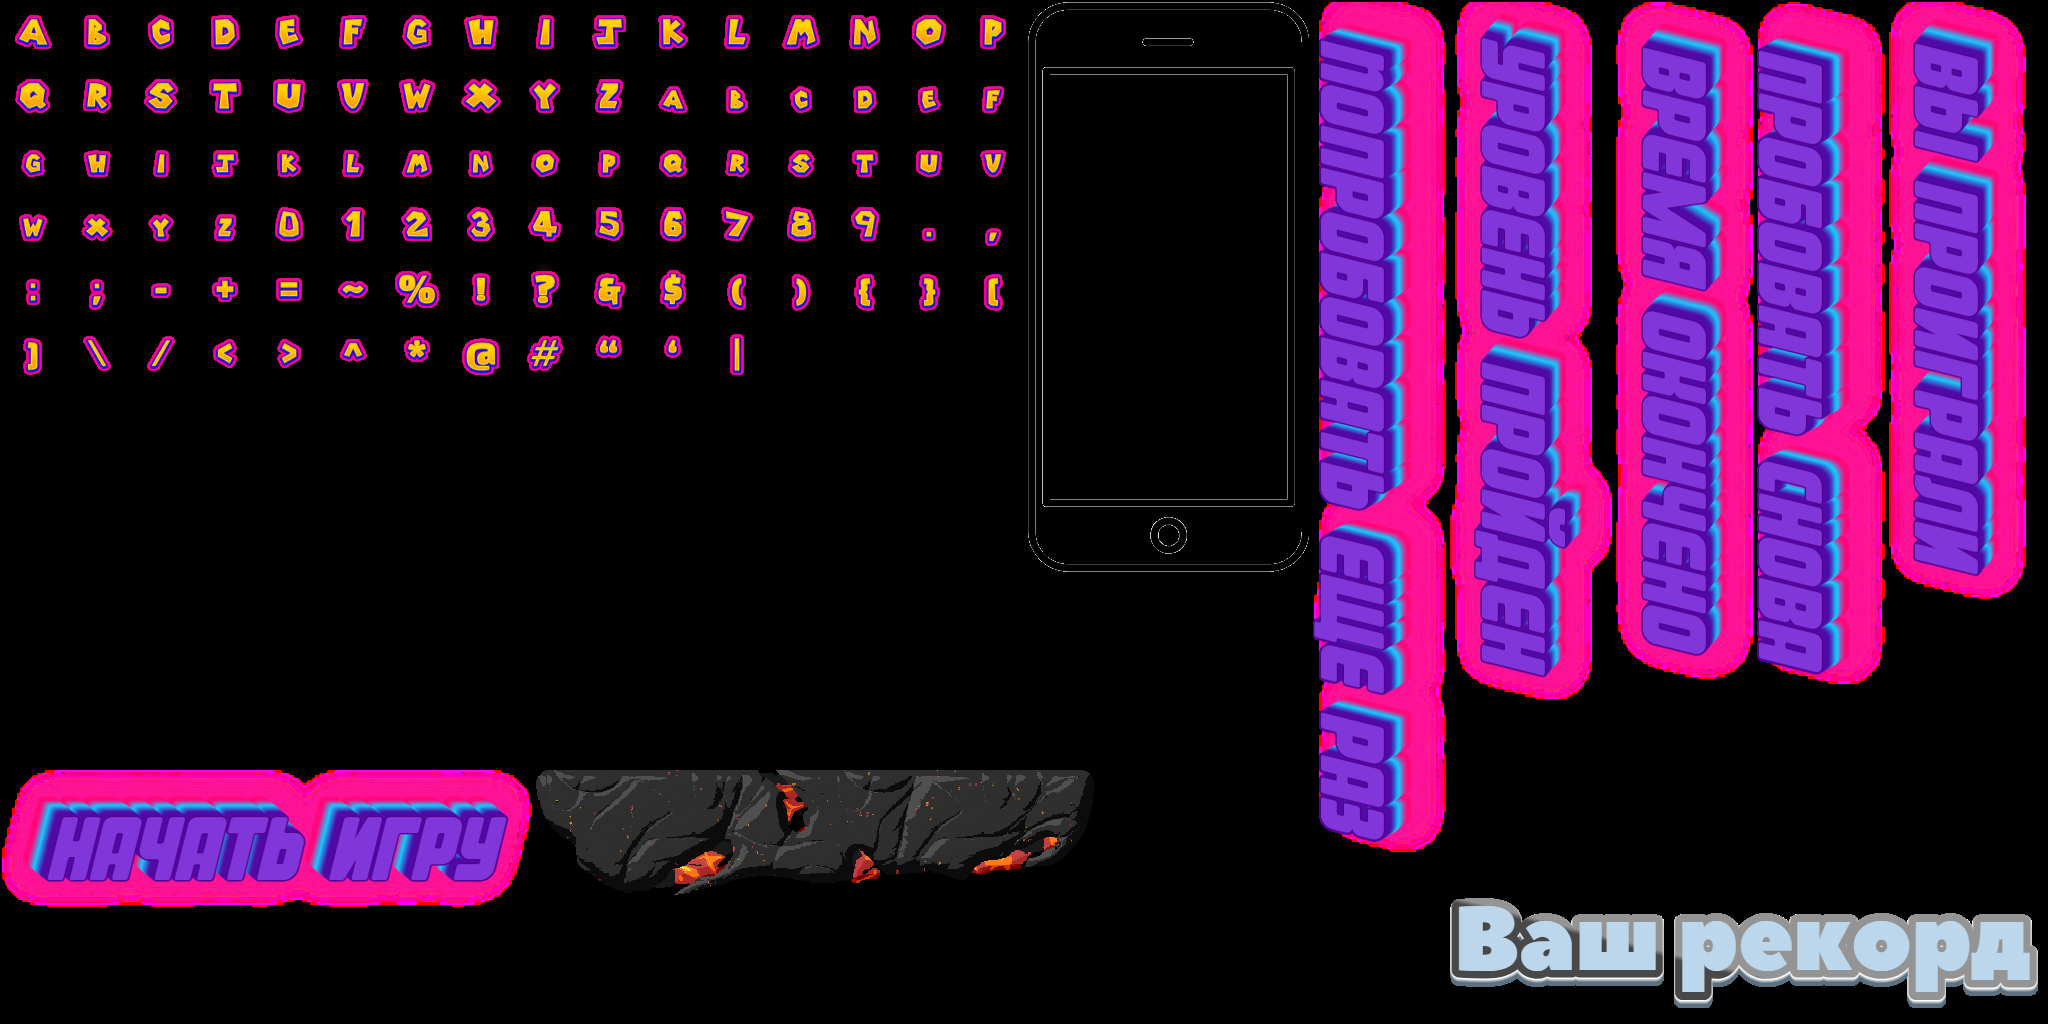 A B C D E F G H I J K L M N O P
Q R S T U V W X Y Z A B C D E F
G H I J K L M N O P Q R S T U V
W X Y Z 0 1 2 3 4 5 6 7 8 9 . ,
: ; - + = ~ % ! ? & $ ( ) { } [
] \ / < > ^ * @ # “ ‘ |
ПОПРОБОВАТЬ ЕЩЕ РАЗ
УРОВЕНЬ ПРОЙДЕН
ВРЕМЯ ОКОНЧЕНО
ПРОБОВАТЬ СНОВА
ВЫ ПРОИГРАЛИ
НАЧАТЬ ИГРУ
Ваш рекорд